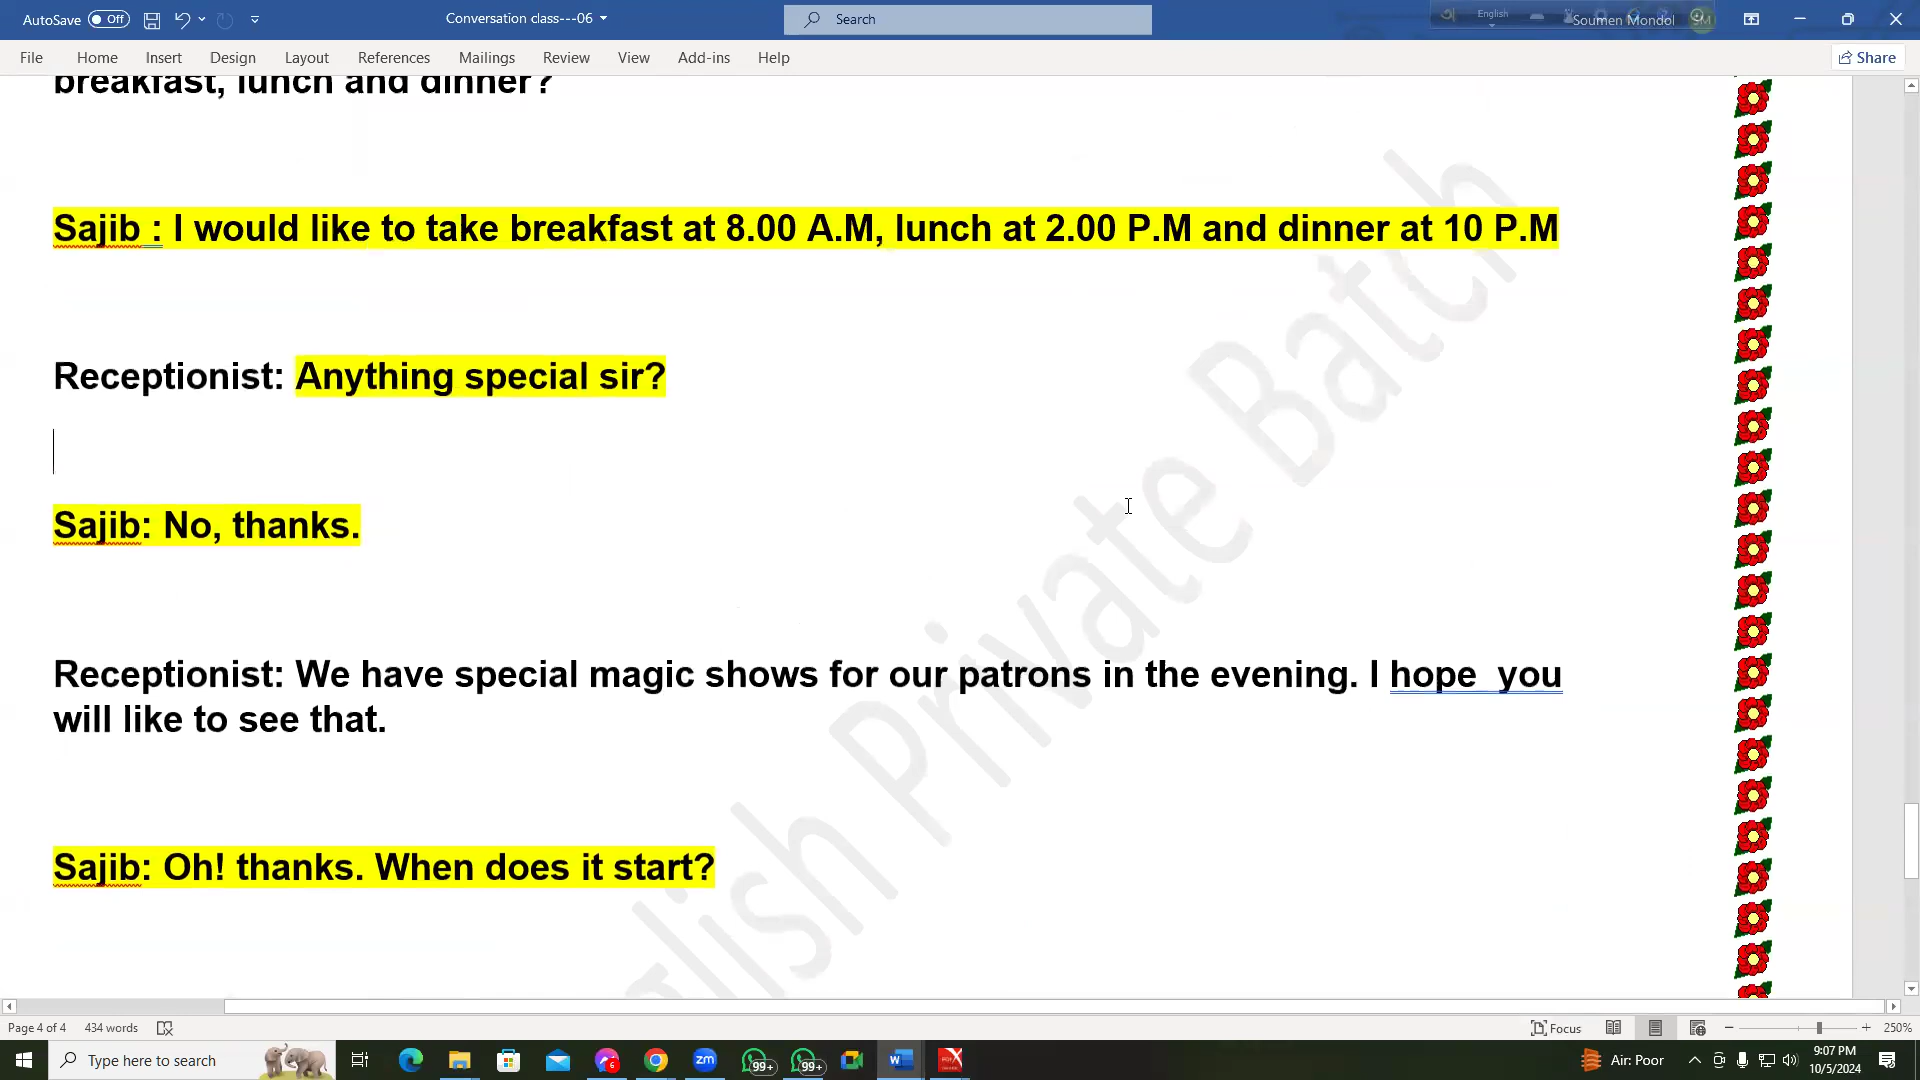 AutoSave Off Conversation class---06 Search English Soumen Mondol SM
File Home Insert Design Layout References Mailings Review View Add-ins Help Share
breakfast, lunch and dinner?
Sajib : I would like to take breakfast at 8.00 A.M, lunch at 2.00 P.M and dinner at 10 P.M
Receptionist: Anything special sir?
Sajib: No, thanks.
Receptionist: We have special magic shows for our patrons in the evening. I hope  you
will like to see that.
Sajib: Oh! thanks. When does it start?
glish Private Batch
Page 4 of 4 434 words Focus 250%
Type here to search 6 zm 99+ 99+ Air: Poor 9:07 PM
10/5/2024